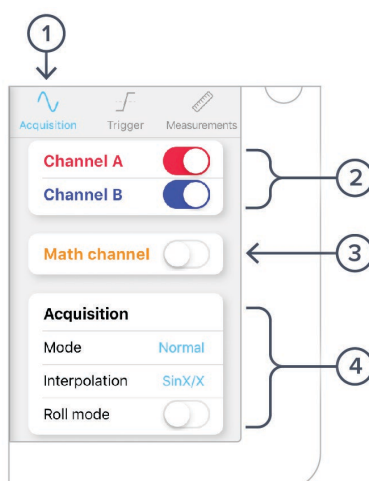 1
Acquisition Trigger Measurements
Channel A
2
Channel B
Math channel
3
Acquisition
Mode Normal
4
Interpolation SinX/X
Roll mode